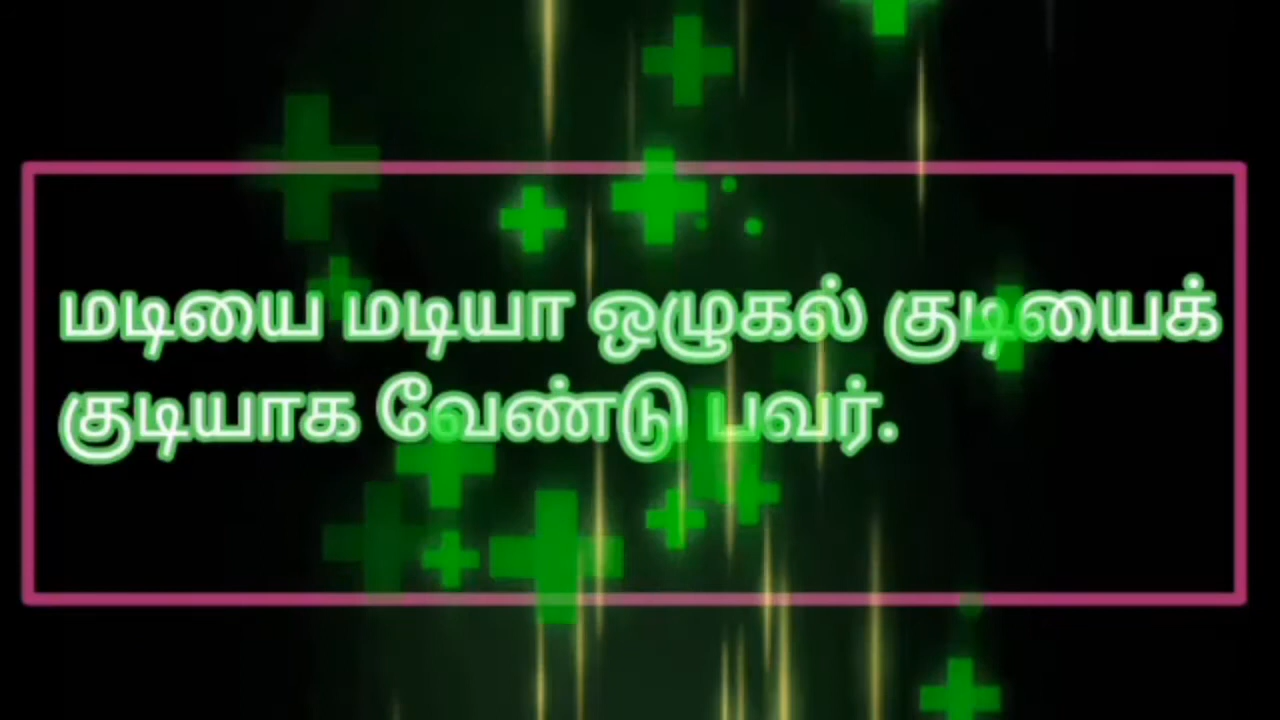 மடியை மடியா ஒழுகல் குடியைக்
குடியாக வேண்டு பவர்.